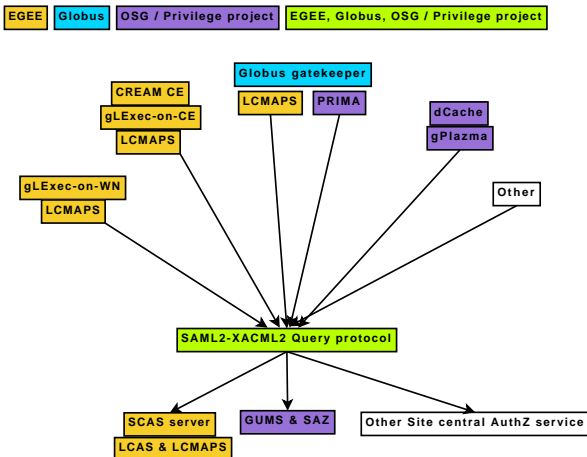 EGEE Globus OSG / Privilege project EGEE, Globus, OSG / Privilege project
Globus gatekeeper
LCMAPS PRIMA
CREAM CE
gLExec-on-CE
LCMAPS
dCache
gPlazma
gLExec-on-WN
LCMAPS
Other
SAML2-XACML2 Query protocol
SCAS server
LCAS & LCMAPS
GUMS & SAZ
Other Site central AuthZ service